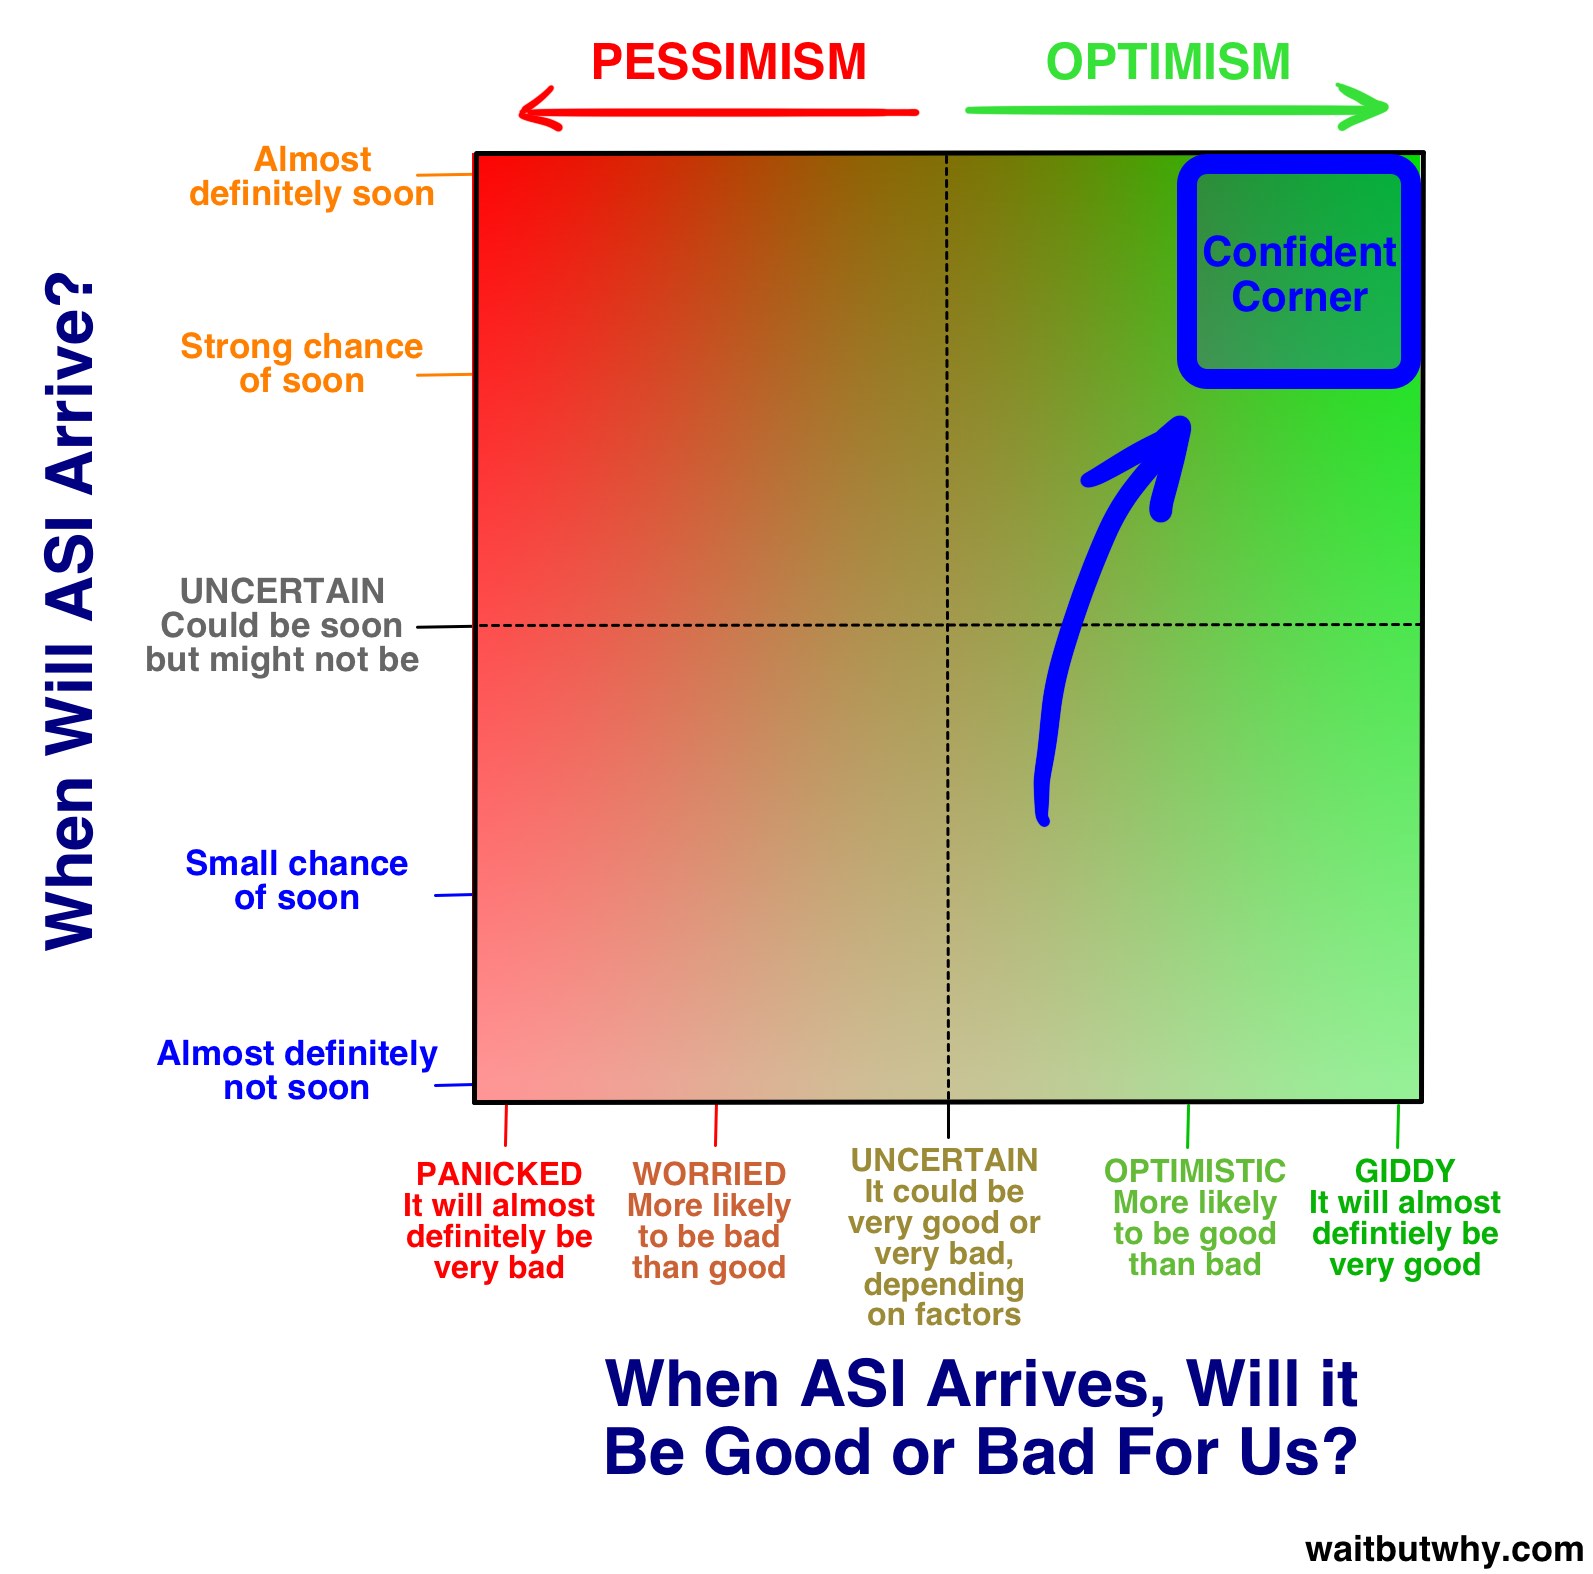 PESSIMISM
OPTIMISM
Almost
definitely soon
Strong chance
of soon
UNCERTAIN
Could be soon
but might not be
Small chance
of soon
Almost definitely
not soon
When Will ASI Arrive?
Confident
Corner
PANICKED
It will almost
definitely be
very bad
WORRIED
More likely
to be bad
than good
UNCERTAIN
It could be
very good or
very bad,
depending
on factors
OPTIMISTIC
More likely
to be good
than bad
GIDDY
It will almost
defintiely be
very good
When ASI Arrives, Will it
Be Good or Bad For Us?
waitbutwhy.com